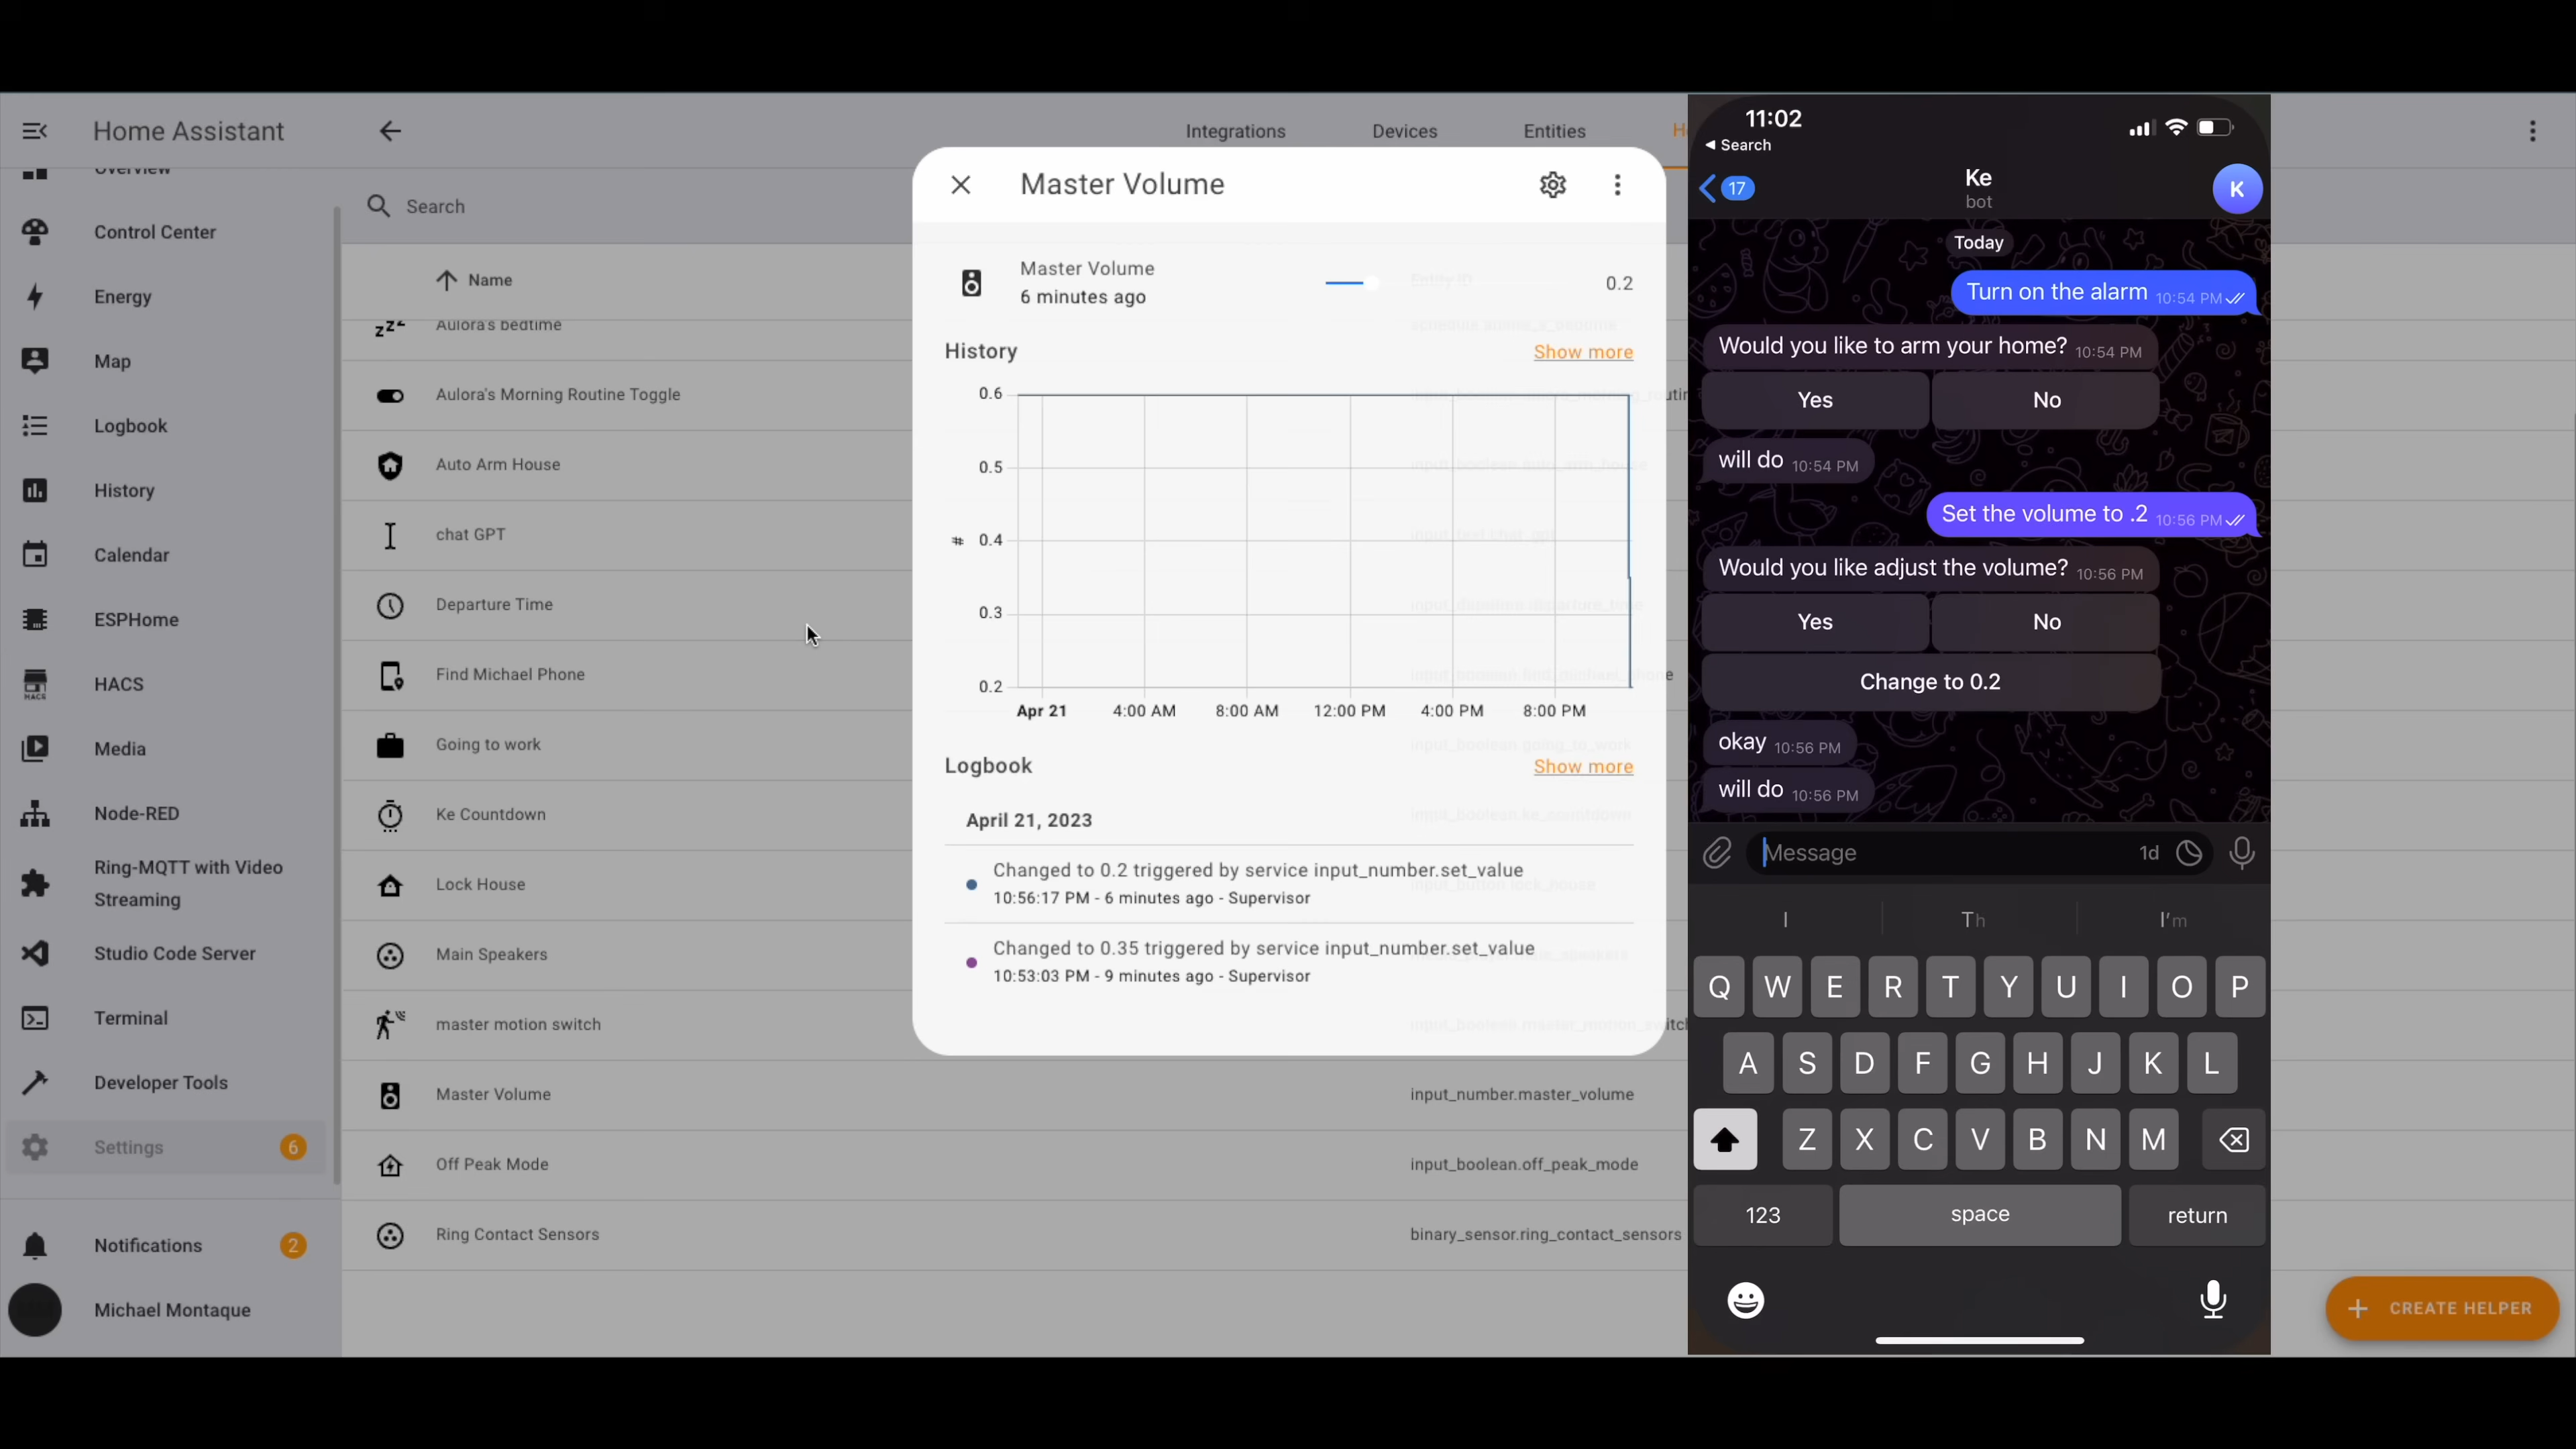 Home Assistant
Overview
Control Center
Energy
Map
Logbook
History
Calendar
ESPHome
HACS
HACS
Media
Node-RED
Ring-MQTT with Video
Streaming
Studio Code Server
Terminal
Developer Tools
Settings 6
Notifications 2
Michael Montaque
Integrations Devices Entities
Search
Name
Aulora's bedtime
Aulora's Morning Routine Toggle
Auto Arm House
chat GPT
Departure Time
Find Michael Phone
Going to work
Ke Countdown
Lock House
Main Speakers
master motion switch
Master Volume input_number.master_volume
Off Peak Mode input_boolean.off_peak_mode
Ring Contact Sensors binary_sensor.ring_contact_sensors
Master Volume
Master Volume
6 minutes ago
0.2
Entity ID
History Show more
0.6
0.5
# 0.4
0.3
0.2
Apr 21 4:00 AM 8:00 AM 12:00 PM 4:00 PM 8:00 PM
Logbook Show more
April 21, 2023
Changed to 0.2 triggered by service input_number.set_value
10:56:17 PM - 6 minutes ago - Supervisor
Changed to 0.35 triggered by service input_number.set_value
10:53:03 PM - 9 minutes ago - Supervisor
11:02
Search
17
Ke
bot
K
Today
Turn on the alarm 10:54 PM
Would you like to arm your home? 10:54 PM
Yes No
will do 10:54 PM
Set the volume to .2 10:56 PM
Would you like adjust the volume? 10:56 PM
Yes No
Change to 0.2
okay 10:56 PM
will do 10:56 PM
Message 1d
I Th I'm
Q W E R T Y U I O P
A S D F G H J K L
Z X C V B N M
123 space return
+ CREATE HELPER